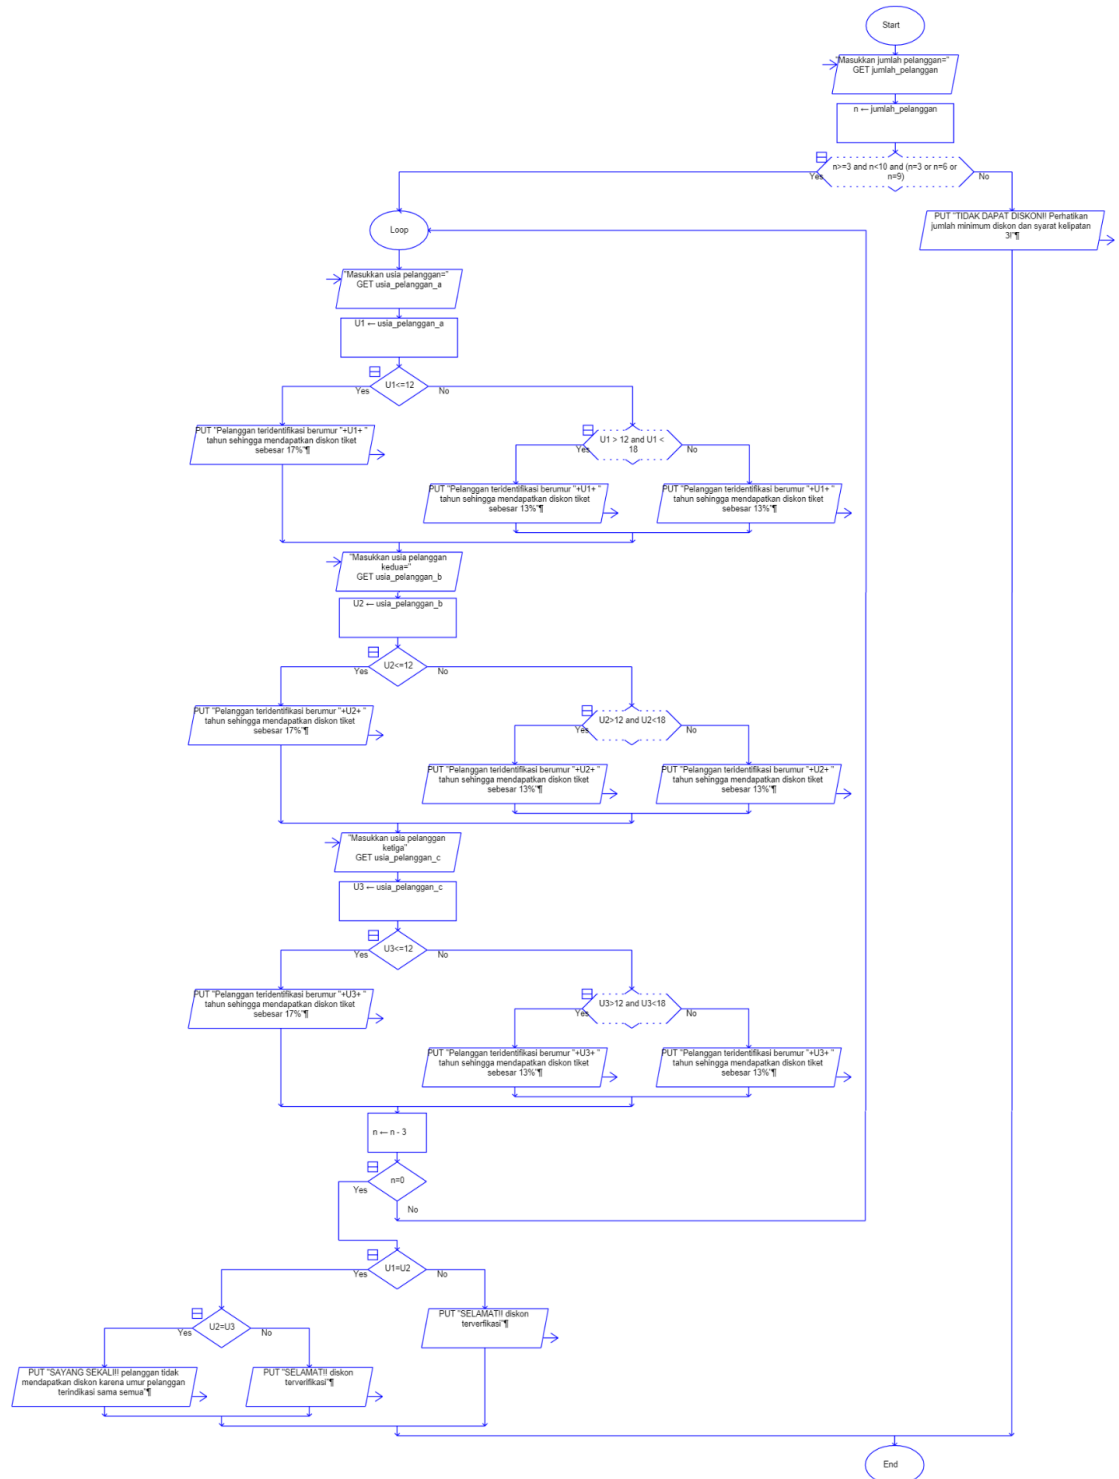 Start
"Masukkan jumlah pelanggan="
GET jumlah_pelanggan
n ← jumlah_pelanggan
n>=3 and n<10 and (n=3 or n=6 or
n=9)
Yes
No
PUT "TIDAK DAPAT DISKON!! Perhatikan
jumlah minimum diskon dan syarat kelipatan
3!"¶
Loop
"Masukkan usia pelanggan="
GET usia_pelanggan_a
U1 ← usia_pelanggan_a
U1<=12
Yes
No
PUT "Pelanggan teridentifikasi berumur "+U1+ "
tahun sehingga mendapatkan diskon tiket
sebesar 17%"¶
U1 > 12 and U1 <
18
Yes
No
PUT "Pelanggan teridentifikasi berumur "+U1+ "
tahun sehingga mendapatkan diskon tiket
sebesar 13%"¶
PUT "Pelanggan teridentifikasi berumur "+U1+ "
tahun sehingga mendapatkan diskon tiket
sebesar 13%"¶
"Masukkan usia pelanggan
kedua="
GET usia_pelanggan_b
U2 ← usia_pelanggan_b
U2<=12
Yes
No
PUT "Pelanggan teridentifikasi berumur "+U2+ "
tahun sehingga mendapatkan diskon tiket
sebesar 17%"¶
U2>12 and U2<18
Yes
No
PUT "Pelanggan teridentifikasi berumur "+U2+ "
tahun sehingga mendapatkan diskon tiket
sebesar 13%"¶
PUT "Pelanggan teridentifikasi berumur "+U2+ "
tahun sehingga mendapatkan diskon tiket
sebesar 13%"¶
"Masukkan usia pelanggan
ketiga"
GET usia_pelanggan_c
U3 ← usia_pelanggan_c
U3<=12
Yes
No
PUT "Pelanggan teridentifikasi berumur "+U3+ "
tahun sehingga mendapatkan diskon tiket
sebesar 17%"¶
U3>12 and U3<18
Yes
No
PUT "Pelanggan teridentifikasi berumur "+U3+ "
tahun sehingga mendapatkan diskon tiket
sebesar 13%"¶
PUT "Pelanggan teridentifikasi berumur "+U3+ "
tahun sehingga mendapatkan diskon tiket
sebesar 13%"¶
n ← n - 3
n=0
Yes
No
U1=U2
Yes
No
U2=U3
Yes
No
PUT "SELAMAT!! diskon
terverfikasi"¶
PUT "SAYANG SEKALI!! pelanggan tidak
mendapatkan diskon karena umur pelanggan
terindikasi sama semua"¶
PUT "SELAMAT!! diskon
terverifikasi"¶
End